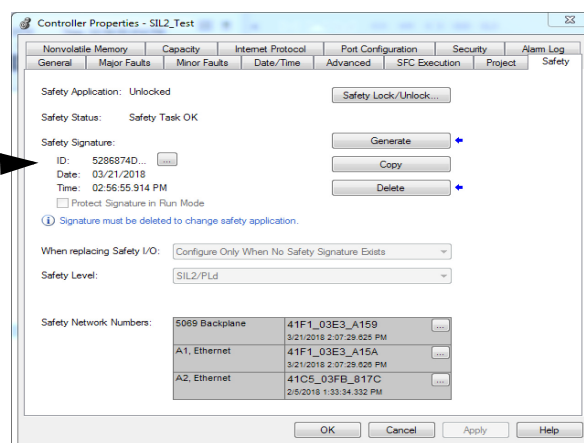 Controller Properties - SIL2_Test
Nonvolatile Memory Capacity Internet Protocol Port Configuration Security Alarm Log
General Major Faults Minor Faults Date/Time Advanced SFC Execution Project Safety
Safety Application: Unlocked
Safety Lock/Unlock...
Safety Status: Safety Task OK
Safety Signature:
Generate
ID: 5286874D... ...
Copy
Date: 03/21/2018
Time: 02:56:55.914 PM
Delete
Protect Signature in Run Mode
Signature must be deleted to change safety application.
When replacing Safety I/O: Configure Only When No Safety Signature Exists
Safety Level: SIL2/PLd
Safety Network Numbers: 5069 Backplane 41F1_03E3_A159 ...
3/21/2018 2:07:29.625 PM
A1, Ethernet 41F1_03E3_A15A ...
3/21/2018 2:07:29.626 PM
A2, Ethernet 41C5_03FB_817C ...
2/5/2018 1:33:34.332 PM
OK Cancel Apply Help